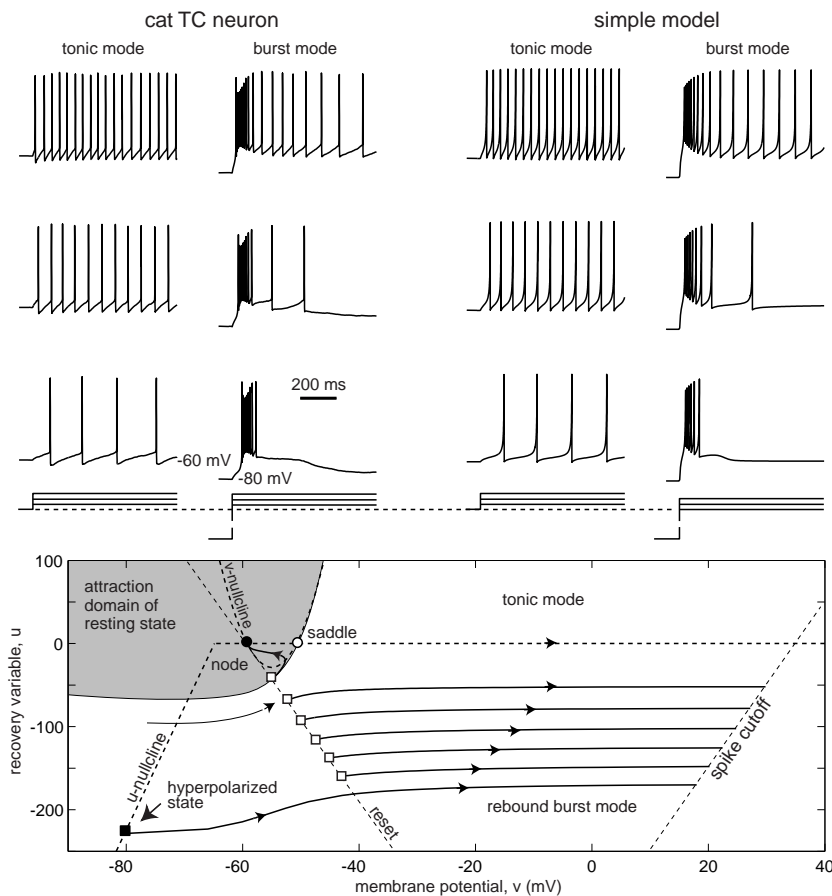 cat TC neuron
simple model
tonic mode
burst mode
tonic mode
burst mode
200 ms
-60 mV
-80 mV
100
0
-100
-200
recovery variable, u
attraction
domain of
resting state
v-nullcline
node
saddle
tonic mode
u-nullcline
hyperpolarized
state
reset
rebound burst mode
spike cutoff
-80
-60
-40
-20
0
20
40
membrane potential, v (mV)